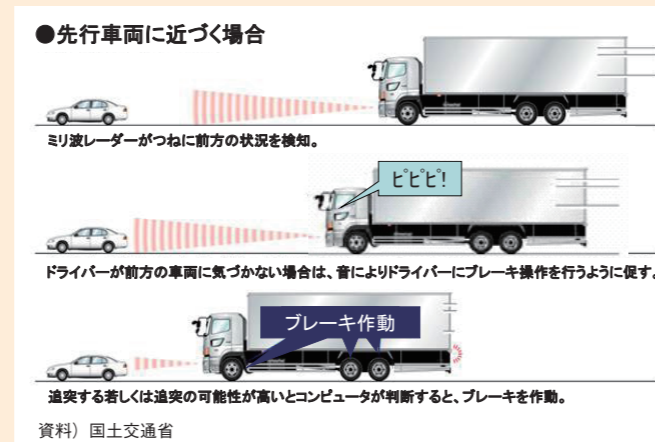 ●先行車両に近づく場合
ミリ波レーダーがつねに前方の状況を検知。
ピピピ!
ドライバーが前方の車両に気づかない場合は、音によりドライバーにブレーキ操作を行うように促す。
ブレーキ作動
追突する若しくは追突の可能性が高いとコンピュータが判断すると、ブレーキを作動。
資料）国土交通省